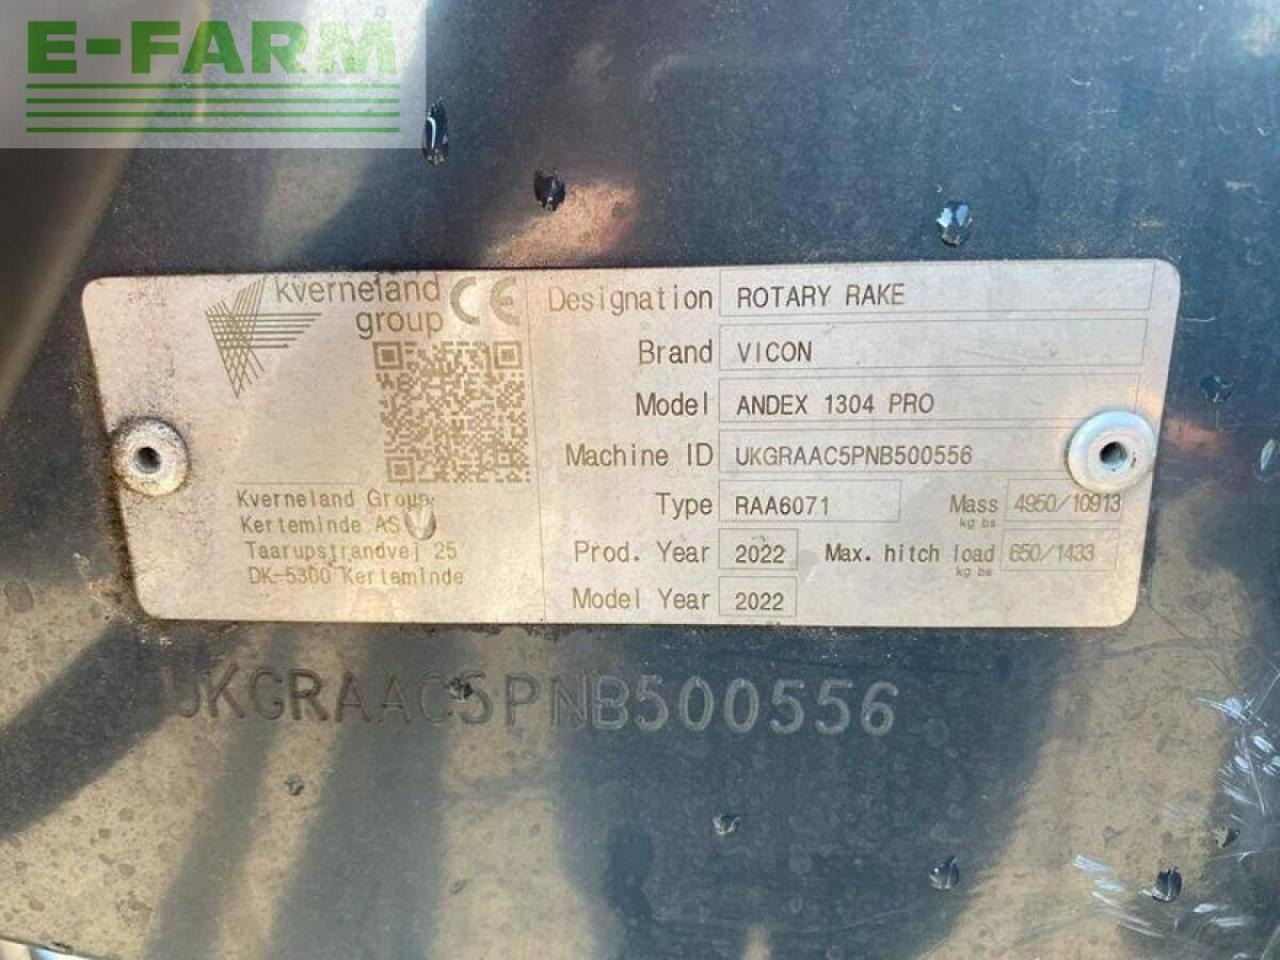 E-FARM
kverneland
group
CE
Kverneland Group
Kerteminde AS
Taarupstrandvej 25
DK-5300 Kerteminde
Designation ROTARY RAKE
Brand VICON
Model ANDEX 1304 PRO
Machine ID UKGRAAC5PNB500556
Type RAA6071 Mass 4950/10913
kg bs
Prod. Year 2022 Max. hitch load 650/1433
kg bs
Model Year 2022
UKGRAAC5PNB500556